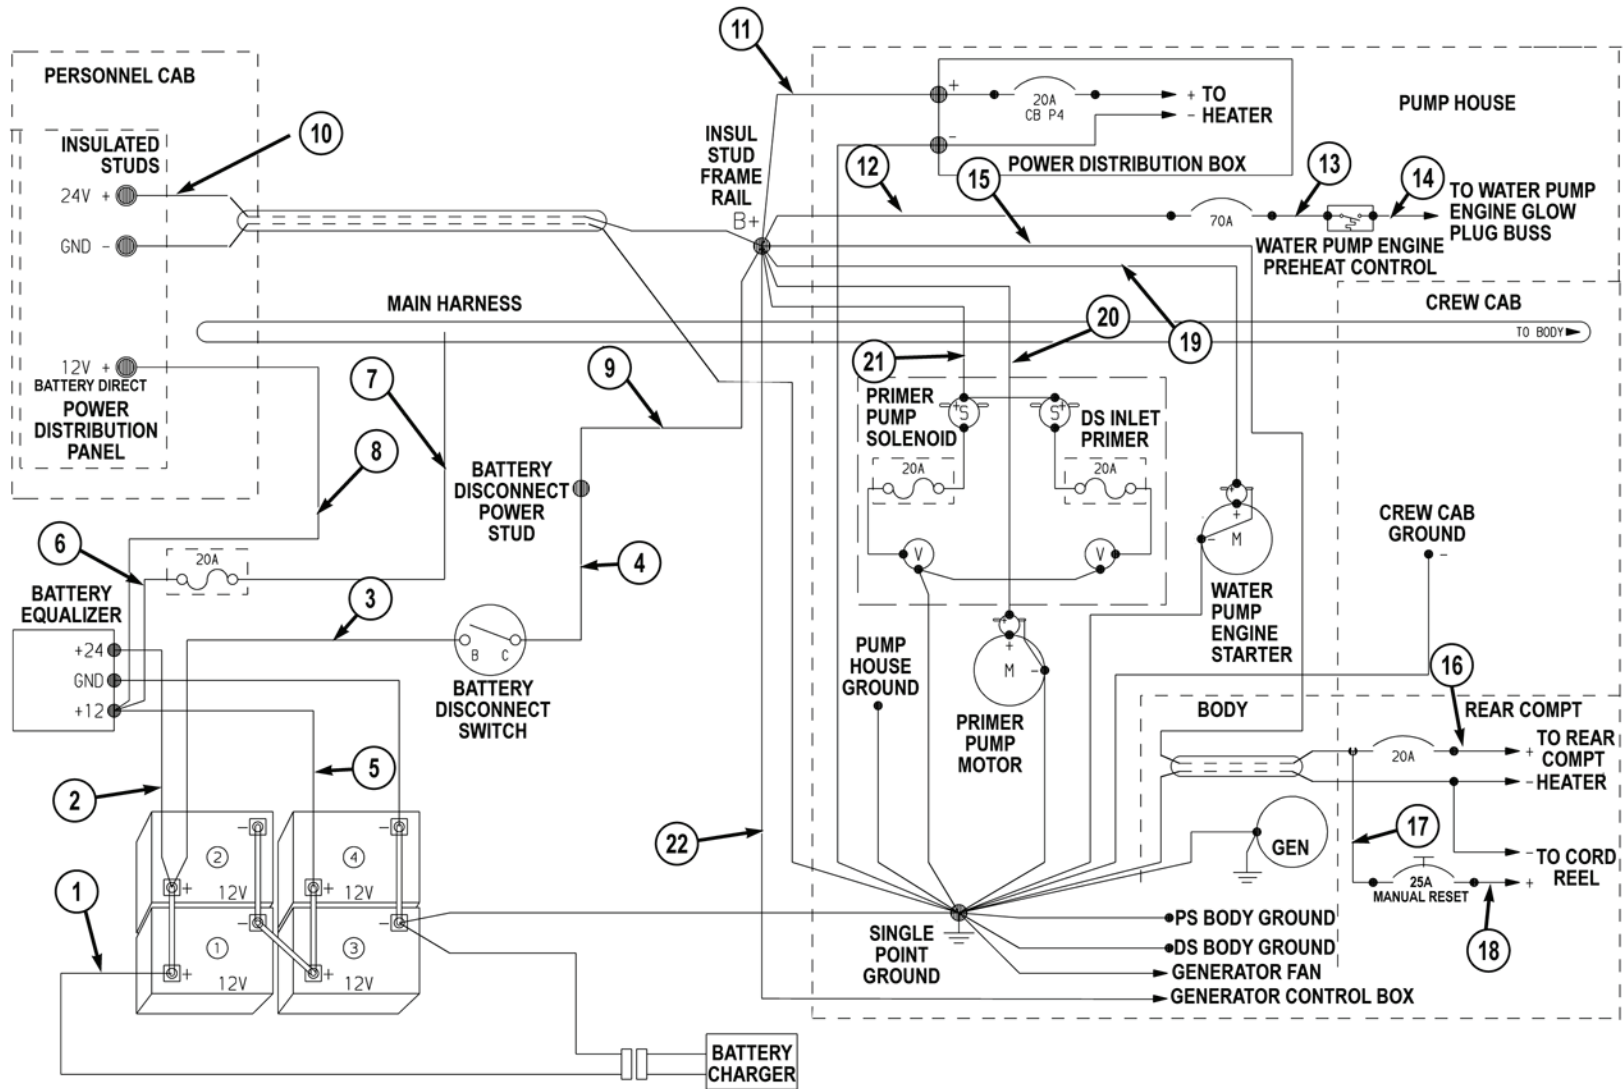 PERSONNEL CAB
INSULATED
STUDS
24V +
GND -
12V +
BATTERY DIRECT
POWER
DISTRIBUTION
PANEL
10
11
INSUL
STUD
FRAME
RAIL
B+
+
20A
CB P4
-
+ TO
- HEATER
POWER DISTRIBUTION BOX
PUMP HOUSE
12
15
13
14
70A
TO WATER PUMP
ENGINE GLOW
PLUG BUSS
WATER PUMP ENGINE
PREHEAT CONTROL
MAIN HARNESS
CREW CAB
TO BODY
20
19
21
9
7
8
PRIMER
PUMP
SOLENOID
+
S
S
+
DS INLET
PRIMER
20A
20A
V
V
BATTERY
DISCONNECT
POWER
STUD
CREW CAB
GROUND
-
+
+
- M
WATER
PUMP
ENGINE
STARTER
6
20A
4
3
BATTERY
EQUALIZER
+24
GND
+12
B C
BATTERY
DISCONNECT
SWITCH
PUMP
HOUSE
GROUND
+
+
M -
PRIMER
PUMP
MOTOR
16
BODY
REAR COMPT
20A
+ TO REAR
COMPT
- HEATER
5
2
22
GEN
17
- TO CORD
REEL
+
25A
MANUAL RESET
18
-
2
+
12V
-
4
+
12V
1
-
1
+
12V
-
3
+
12V
SINGLE
POINT
GROUND
PS BODY GROUND
DS BODY GROUND
GENERATOR FAN
GENERATOR CONTROL BOX
BATTERY
CHARGER